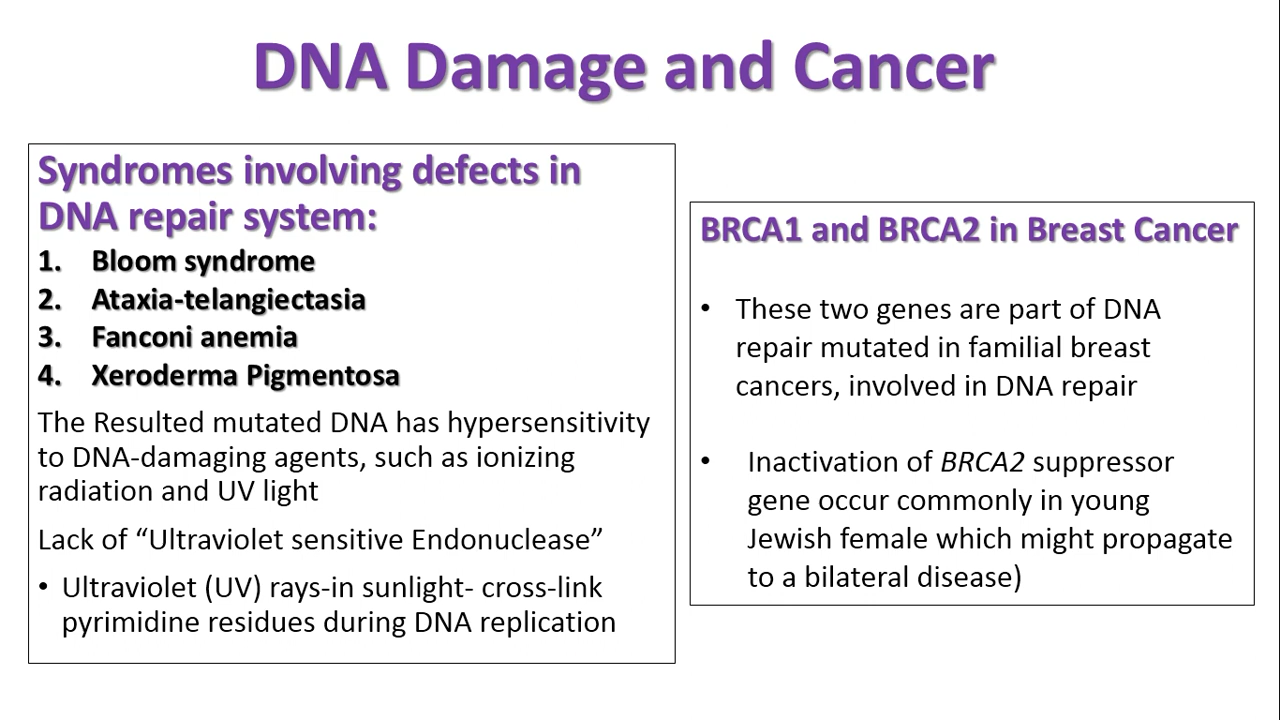 DNA Damage and Cancer
Syndromes involving defects in
DNA repair system:
1. Bloom syndrome
2. Ataxia-telangiectasia
3. Fanconi anemia
4. Xeroderma Pigmentosa
The Resulted mutated DNA has hypersensitivity
to DNA-damaging agents, such as ionizing
radiation and UV light
Lack of “Ultraviolet sensitive Endonuclease”
• Ultraviolet (UV) rays-in sunlight- cross-link
pyrimidine residues during DNA replication
BRCA1 and BRCA2 in Breast Cancer
• These two genes are part of DNA
repair mutated in familial breast
cancers, involved in DNA repair
• Inactivation of BRCA2 suppressor
gene occur commonly in young
Jewish female which might propagate
to a bilateral disease)